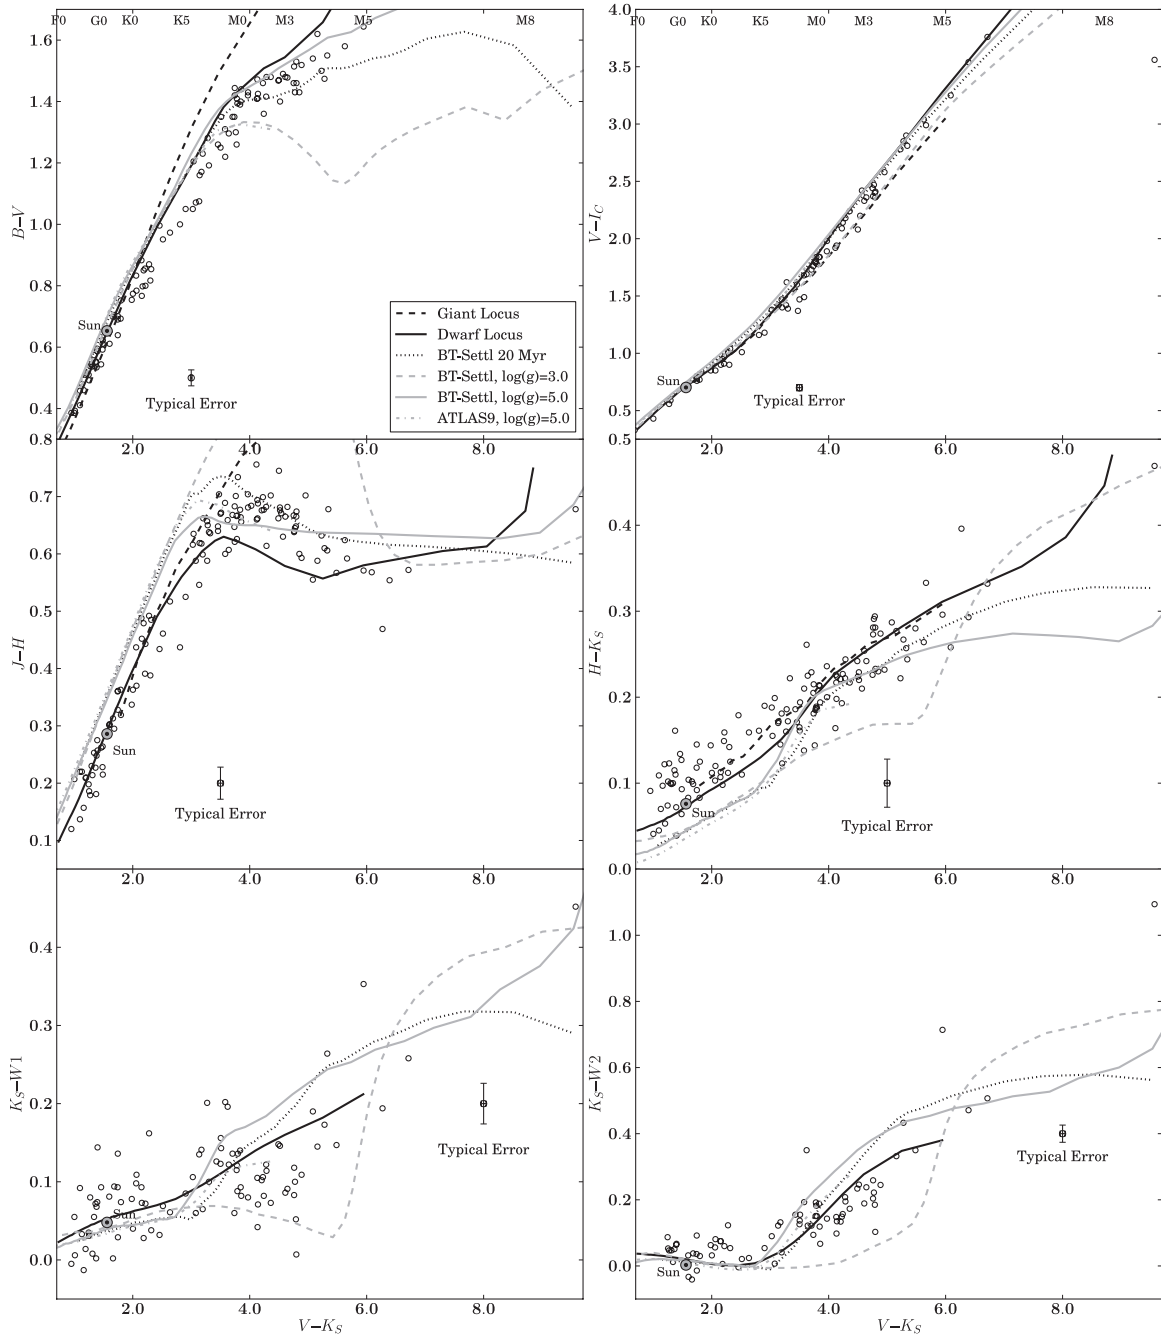 F0 G0 K0 K5 M0 M3 M5 M8
1.6
1.4
1.2
1.0
0.8
0.6
0.4
B−V
Sun
Typical Error
Giant Locus
Dwarf Locus
BT-Settl 20 Myr
BT-Settl, log(g)=3.0
BT-Settl, log(g)=5.0
ATLAS9, log(g)=5.0
F0 G0 K0 K5 M0 M3 M5 M8
4.0
3.5
3.0
2.5
2.0
1.5
1.0
0.5
V−I_C
Sun
Typical Error
0.8
2.0 4.0 6.0 8.0
0.7
0.6
0.5
0.4
0.3
0.2
0.1
J−H
Sun
Typical Error
0.5
2.0 4.0 6.0 8.0
0.4
0.3
0.2
0.1
0.0
H−K_S
Sun
Typical Error
2.0 4.0 6.0 8.0
0.4
0.3
0.2
0.1
0.0
K_S−W1
Sun
Typical Error
2.0 4.0 6.0 8.0
V−K_S
2.0 4.0 6.0 8.0
1.0
0.8
0.6
0.4
0.2
0.0
K_S−W2
Sun
Typical Error
2.0 4.0 6.0 8.0
V−K_S